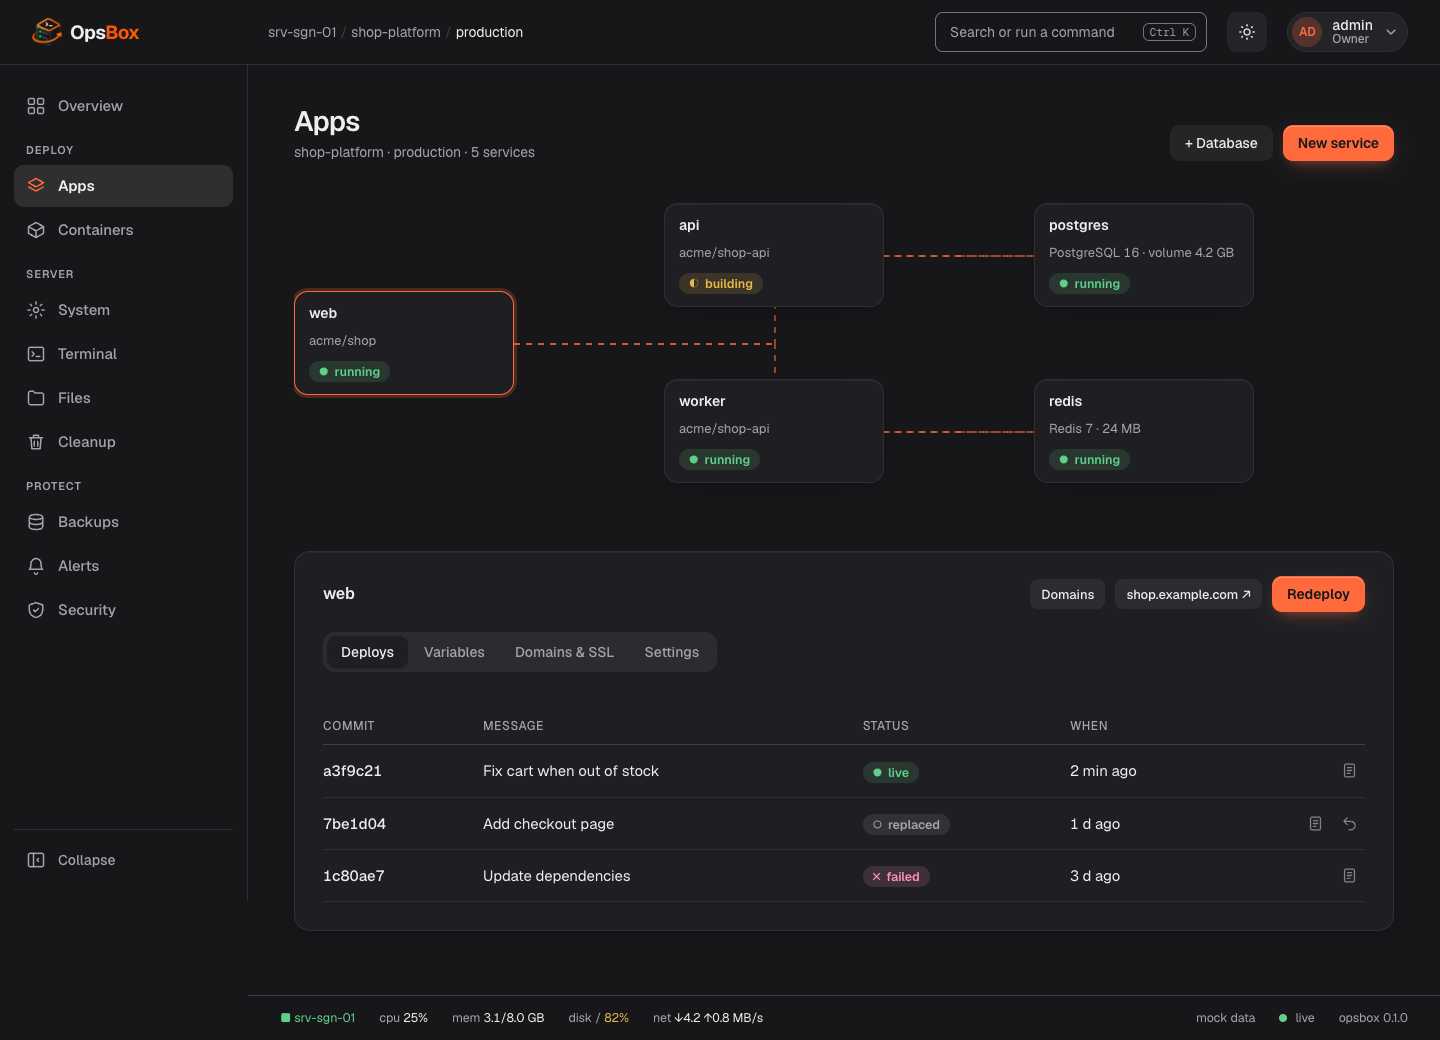 OpsBox
srv-sgn-01 / shop-platform / production
Search or run a command
Ctrl K
AD
admin
Owner
Overview
DEPLOY
Apps
Containers
SERVER
System
Terminal
Files
Cleanup
PROTECT
Backups
Alerts
Security
Collapse
Apps
shop-platform · production · 5 services
+ Database
New service
web
acme/shop
running
api
acme/shop-api
building
postgres
PostgreSQL 16 · volume 4.2 GB
running
worker
acme/shop-api
running
redis
Redis 7 · 24 MB
running
web
Domains
shop.example.com ↗
Redeploy
Deploys
Variables
Domains & SSL
Settings
COMMIT MESSAGE STATUS WHEN
a3f9c21 Fix cart when out of stock live 2 min ago
7be1d04 Add checkout page replaced 1 d ago
1c80ae7 Update dependencies failed 3 d ago
srv-sgn-01 cpu 25% mem 3.1/8.0 GB disk / 82% net ↓4.2 ↑0.8 MB/s
mock data live opsbox 0.1.0